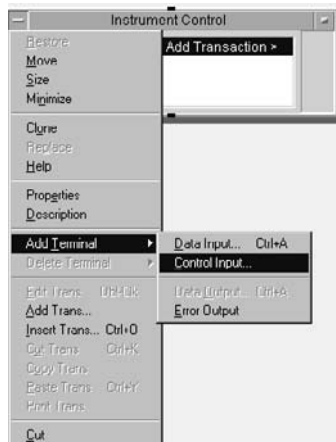 Instrument Control
Restore
Add Transaction >
Move
Size
Minimize
Clone
Replace
Help
Properties
Description
Add Terminal
Data Input... Ctrl+A
Delete Terminal
Control Input...
Edit Trans. Dbl-Clk
Data Output... Ctrl+A
Add Trans...
Error Output
Insert Trans... Ctrl+O
Cut Trans Ctrl+K
Copy Trans
Paste Trans Ctrl+Y
Print Trans
Cut